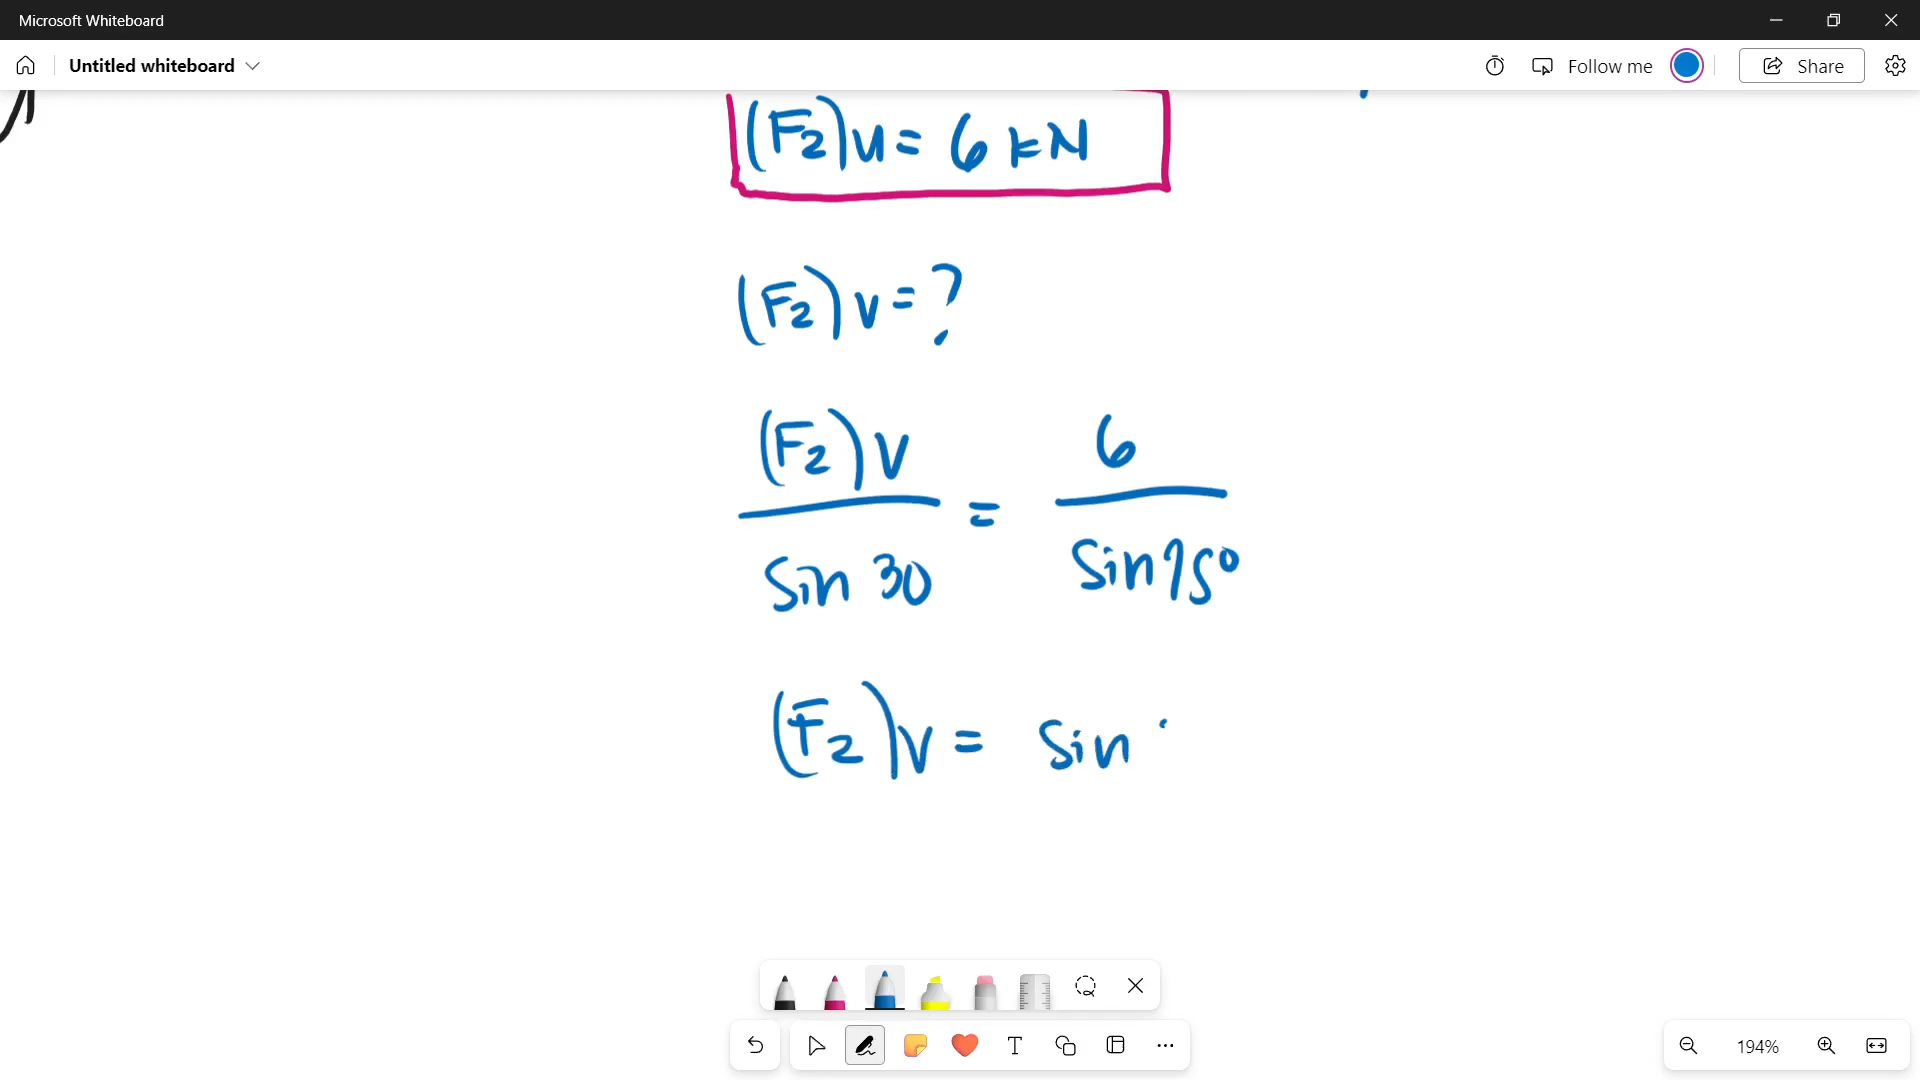 Microsoft Whiteboard
Untitled whiteboard
Follow me
Share
(F2)u = 6 kN
(F2)v = ?
(F2)v = 6
sin 30 sin 75°
(F2)v = sin
194%